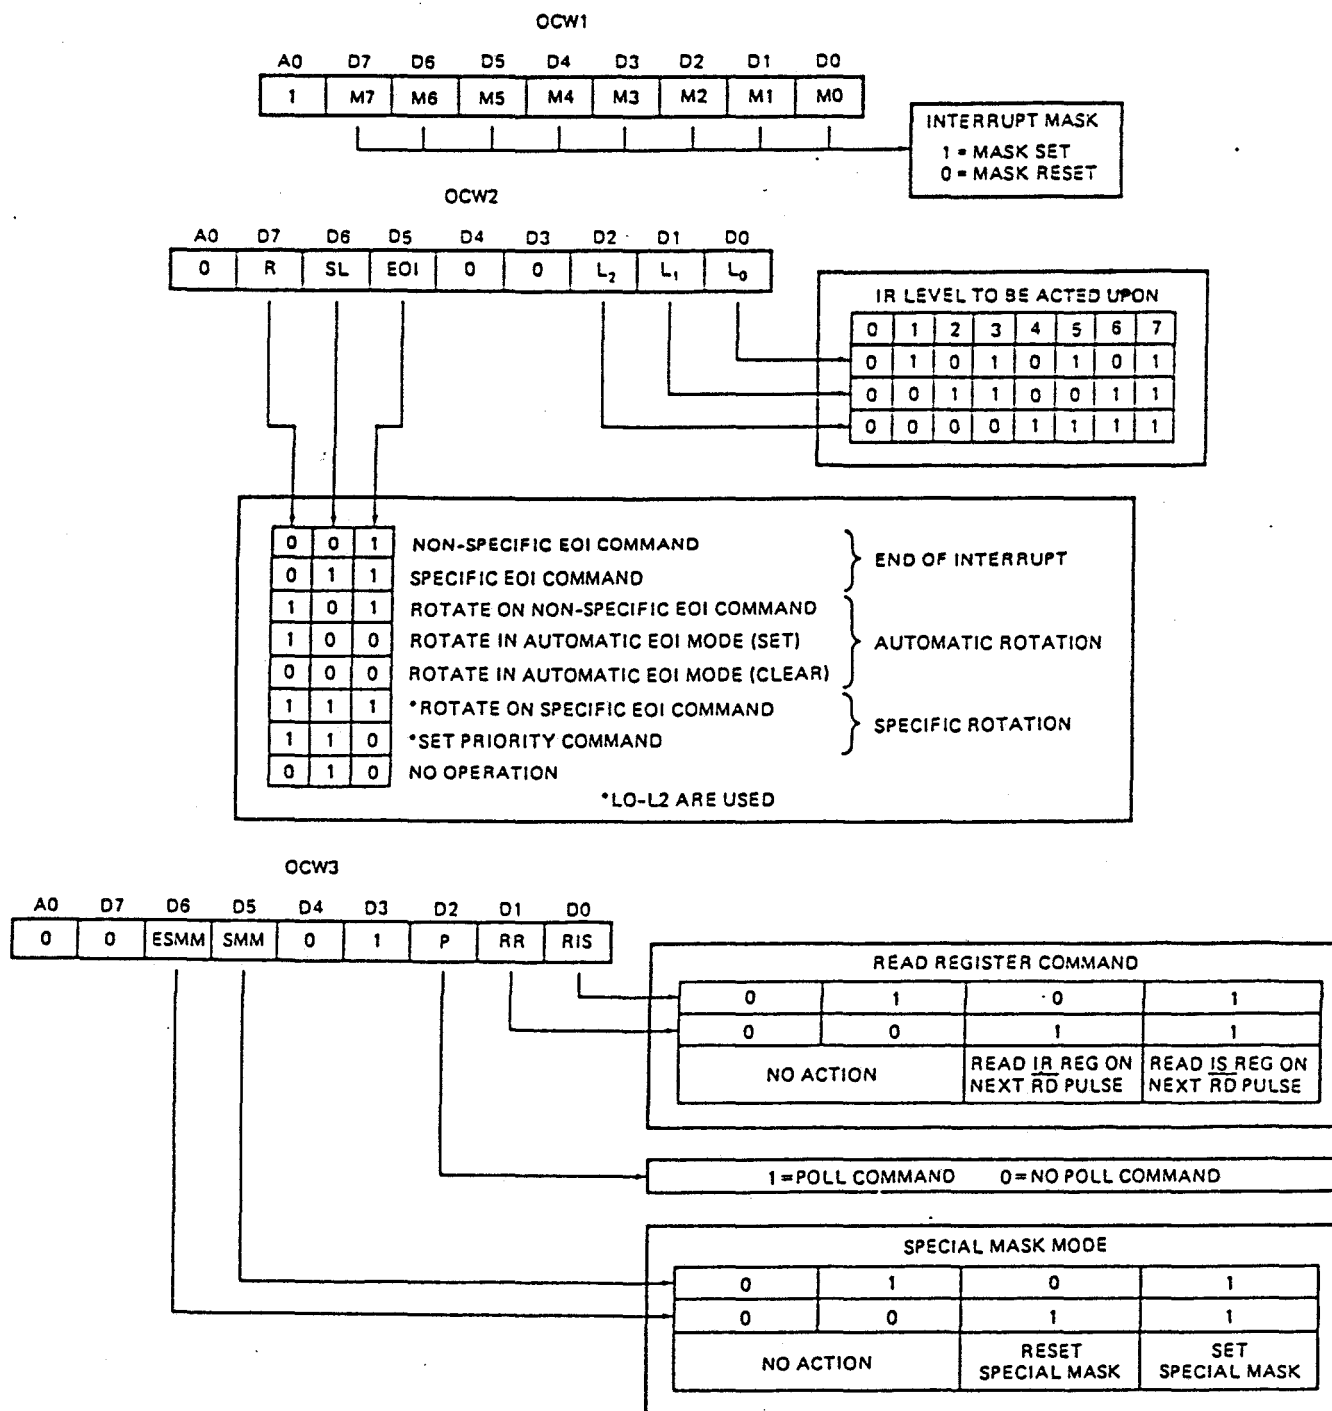 OCW1
A0 D7 D6 D5 D4 D3 D2 D1 D0
1 M7 M6 M5 M4 M3 M2 M1 M0
INTERRUPT MASK
1 = MASK SET
0 = MASK RESET
OCW2
A0 D7 D6 D5 D4 D3 D2 D1 D0
0 R SL EOI 0 0 L2 L1 L0
IR LEVEL TO BE ACTED UPON
0 1 2 3 4 5 6 7
0 1 0 1 0 1 0 1
0 0 1 1 0 0 1 1
0 0 0 0 1 1 1 1
0 0 1 NON-SPECIFIC EOI COMMAND
0 1 1 SPECIFIC EOI COMMAND
END OF INTERRUPT
1 0 1 ROTATE ON NON-SPECIFIC EOI COMMAND
1 0 0 ROTATE IN AUTOMATIC EOI MODE (SET)
0 0 0 ROTATE IN AUTOMATIC EOI MODE (CLEAR)
AUTOMATIC ROTATION
1 1 1 *ROTATE ON SPECIFIC EOI COMMAND
1 1 0 *SET PRIORITY COMMAND
SPECIFIC ROTATION
0 1 0 NO OPERATION
*L0-L2 ARE USED
OCW3
A0 D7 D6 D5 D4 D3 D2 D1 D0
0 0 ESMM SMM 0 1 P RR RIS
READ REGISTER COMMAND
0 1 0 1
0 0 1 1
NO ACTION
READ IR REG ON
NEXT RD PULSE
READ IS REG ON
NEXT RD PULSE
1=POLL COMMAND 0=NO POLL COMMAND
SPECIAL MASK MODE
0 1 0 1
0 0 1 1
NO ACTION
RESET
SPECIAL MASK
SET
SPECIAL MASK